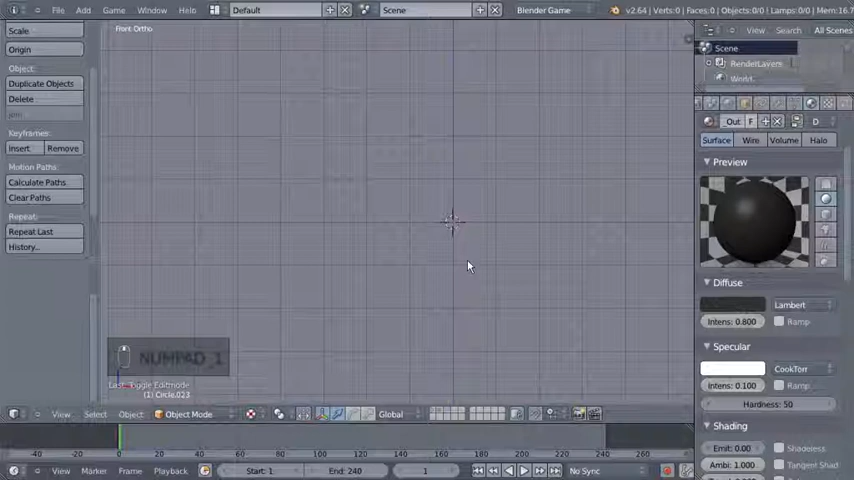 File Add Game Window Help Default Scene Blender Game v2.64 | Verts:0 | Faces:0 | Objects:0/0 | Lamps:0/0 | Mem:16.7
Front Ortho
Scale
Origin
Object:
Duplicate Objects
Delete
Join
Keyframes:
Insert Remove
Motion Paths:
Calculate Paths
Clear Paths
Repeat:
Repeat Last
History...
NUMPAD_1
Last: Toggle Editmode
(1) Circle.023
View Select Object Object Mode Global
View Search All Scenes
Scene
RenderLayers
World
_Out F D
Surface Wire Volume Halo
Preview
Diffuse
Lambert
Intens: 0.800 Ramp
Specular
CookTorr
Intens: 0.100 Ramp
Hardness: 50
Shading
Emit: 0.00 Shadeless
Ambi: 1.000 Tangent Shad
-40 -20 0 20 40 60 80 100 120 140 160 180 200 220 240 260 280
View Marker Frame Playback Start: 1 End: 240 1 No Sync